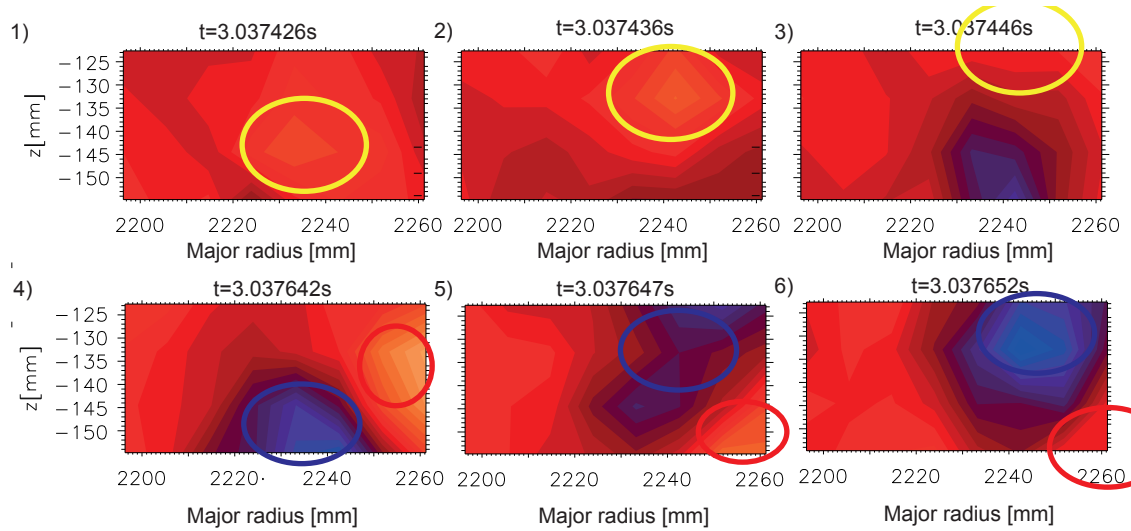 1) t=3.037426s
2) t=3.037436s
3) t=3.037446s
z[mm]
−125
−130
−135
−140
−145
−150
2200 2220 2240 2260
2200 2220 2240 2260
2200 2220 2240 2260
Major radius [mm]
Major radius [mm]
Major radius [mm]
4) t=3.037642s
5) t=3.037647s
6) t=3.037652s
z[mm]
−125
−130
−135
−140
−145
−150
2200 2220 2240 2260
2200 2220 2240 2260
2200 2220 2240 2260
Major radius [mm]
Major radius [mm]
Major radius [mm]